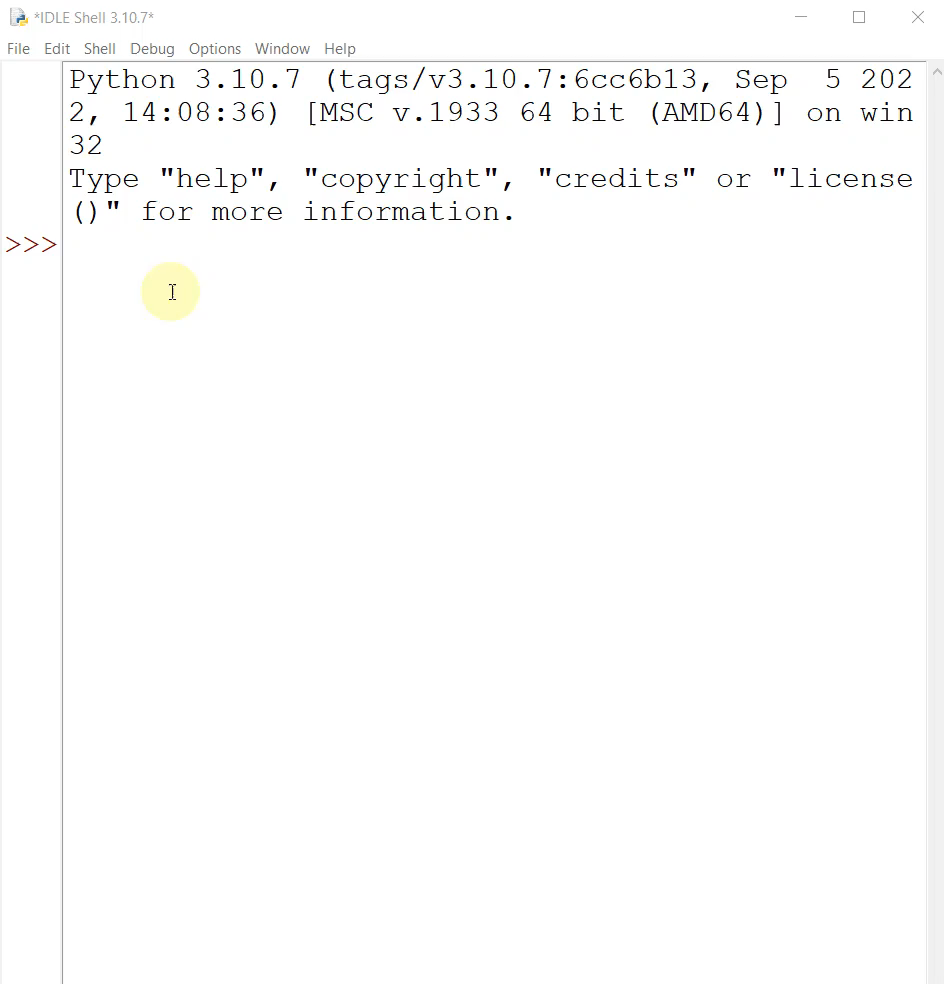 *IDLE Shell 3.10.7*
File Edit Shell Debug Options Window Help
Python 3.10.7 (tags/v3.10.7:6cc6b13, Sep  5 202
2, 14:08:36) [MSC v.1933 64 bit (AMD64)] on win
32
Type "help", "copyright", "credits" or "license
()" for more information.
>>>